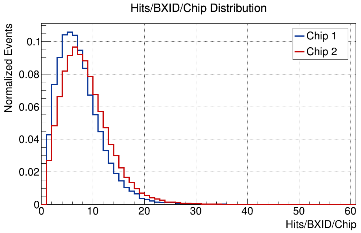 Hits/BXID/Chip Distribution
Normalized Events
Chip 1
Chip 2
0.1
0.08
0.06
0.04
0.02
0
0 10 20 30 40 50 60
Hits/BXID/Chip